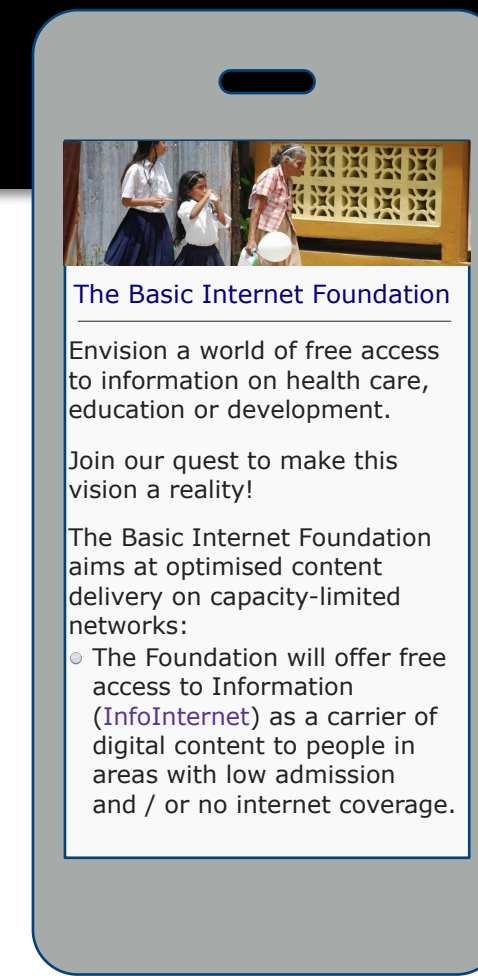 The Basic Internet Foundation
Envision a world of free access
to information on health care,
education or development.
Join our quest to make this
vision a reality!
The Basic Internet Foundation
aims at optimised content
delivery on capacity-limited
networks:
The Foundation will offer free
access to Information
(InfoInternet) as a carrier of
digital content to people in
areas with low admission
and / or no internet coverage.